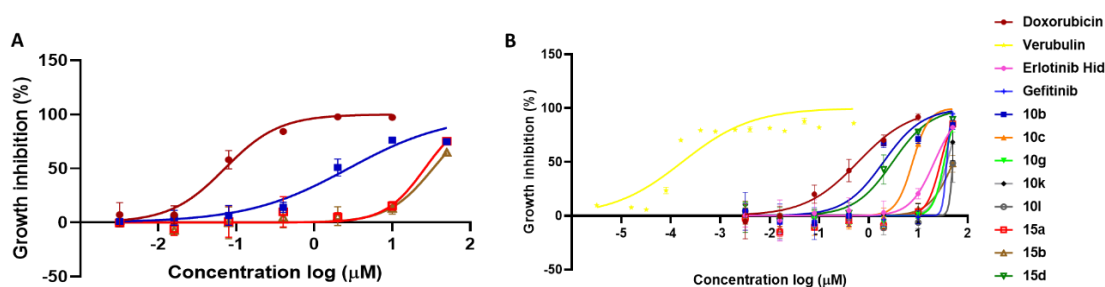 A
Growth inhibition (%)
150
100
50
0
-50
-2
-1
0
1
Concentration log (μM)
B
Growth inhibition (%)
150
100
50
0
-50
-5
-4
-3
-2
-1
0
1
2
Concentration log (μM)
Doxorubicin
Verubulin
Erlotinib Hid
Gefitinib
10b
10c
10g
10k
10l
15a
15b
15d